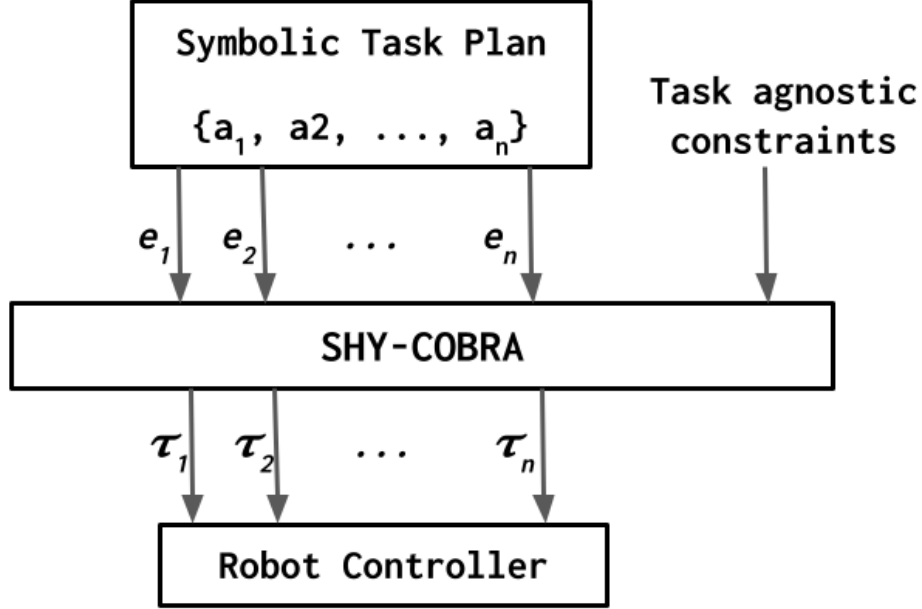 Symbolic Task Plan
{a₁, a2, ..., aₙ}
Task agnostic
constraints
e₁ e₂ ... eₙ
SHY-COBRA
τ₁ τ₂ ... τₙ
Robot Controller